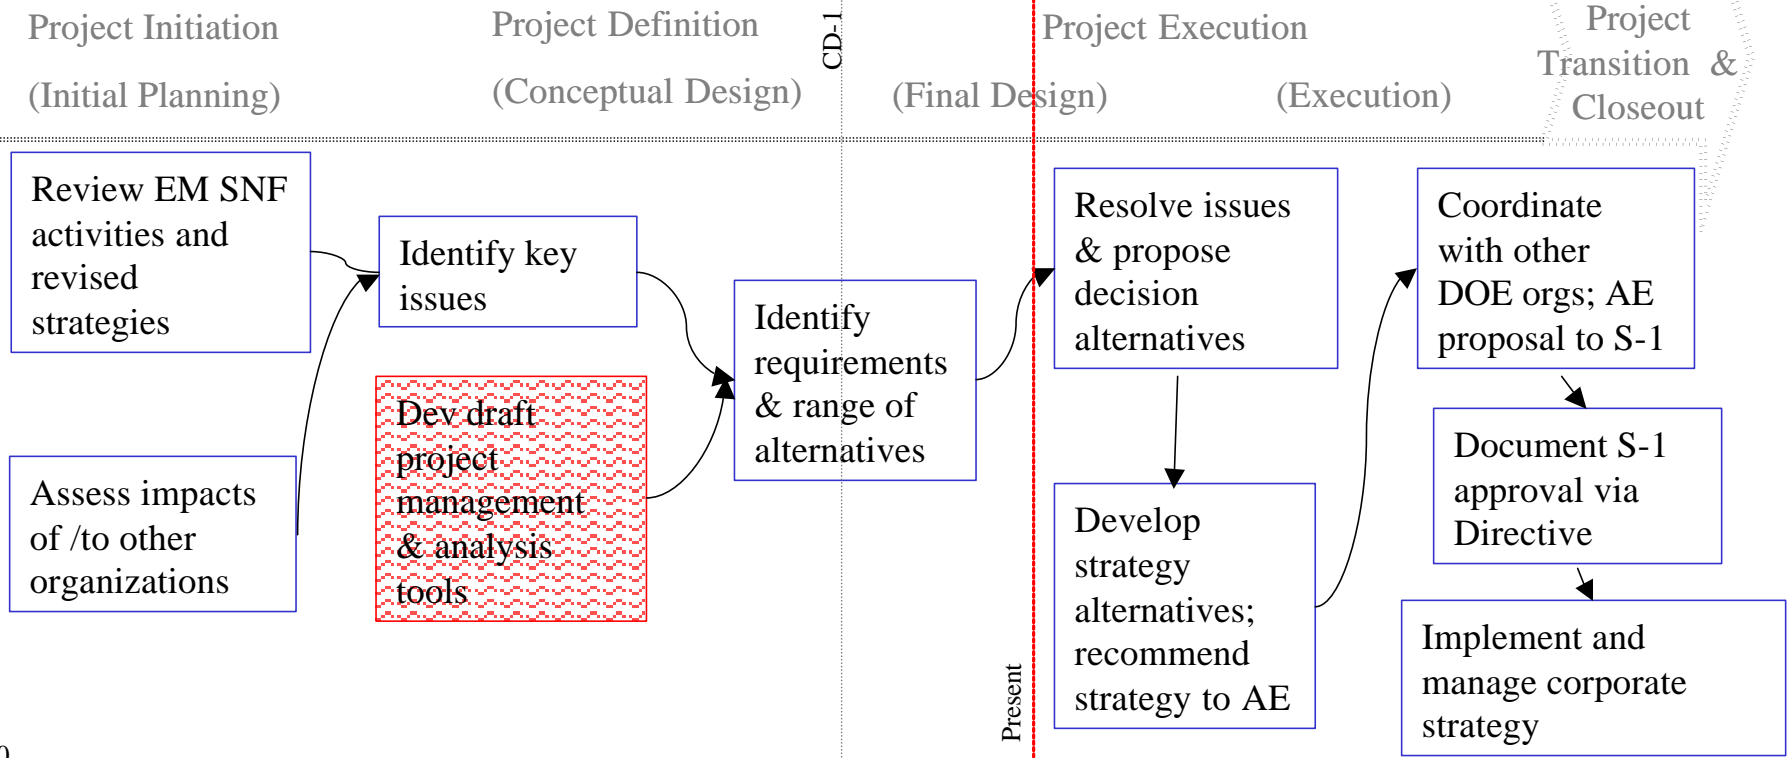 Project Initiation
(Initial Planning)
Project Definition
(Conceptual Design)
CD-1
Project Execution
(Final Design)
(Execution)
Project
Transition &
Closeout
Review EM SNF
activities and
revised
strategies
Assess impacts
of /to other
organizations
Identify key
issues
Dev draft
project
management
& analysis
tools
Identify
requirements
& range of
alternatives
Present
Resolve issues
& propose
decision
alternatives
Develop
strategy
alternatives;
recommend
strategy to AE
Coordinate
with other
DOE orgs; AE
proposal to S-1
Document S-1
approval via
Directive
Implement and
manage corporate
strategy